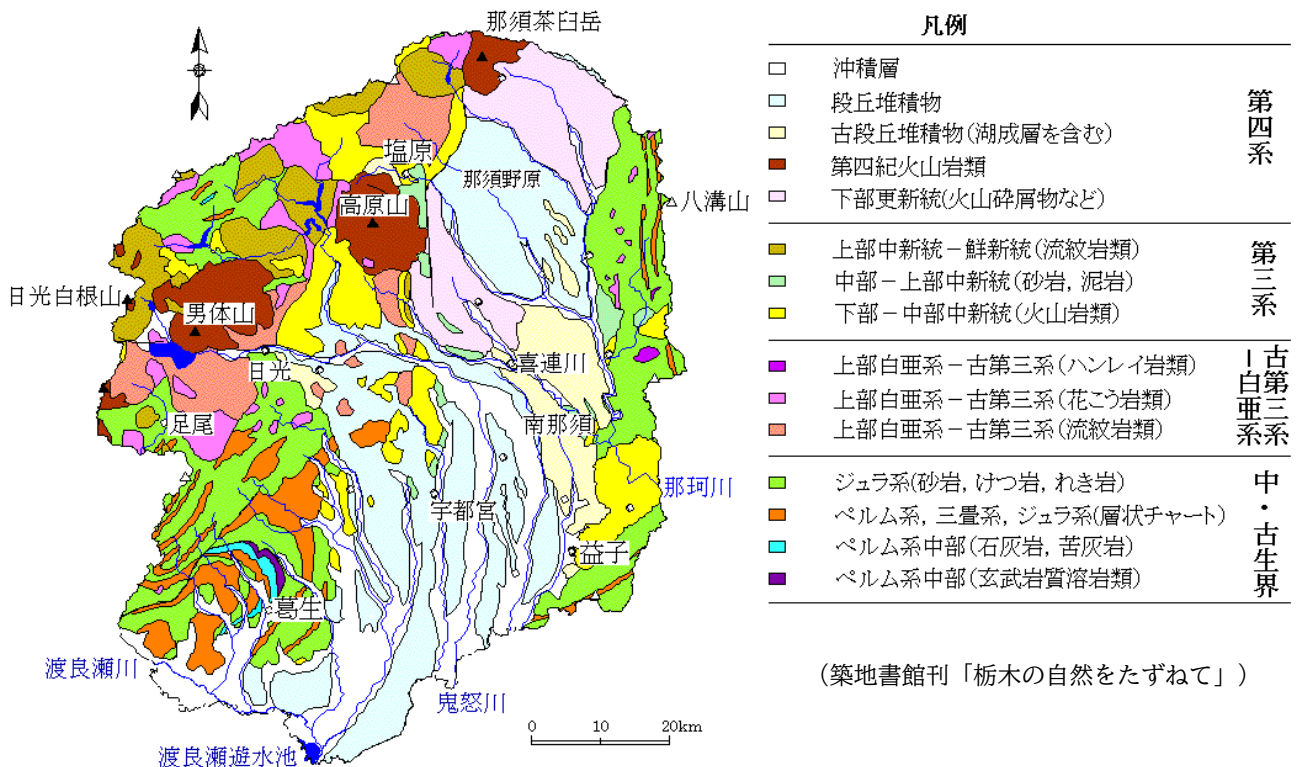 那須茶臼岳
塩原
那須野原
高原山
八溝山
日光白根山
男体山
日光
喜連川
足尾
南那須
那珂川
宇都宮
益子
葛生
渡良瀬川
鬼怒川
渡良瀬遊水池
0 10 20km
凡例
沖積層
段丘堆積物
古段丘堆積物(湖成層を含む)
第四紀火山岩類
下部更新統(火山砕屑物など)
第四系
上部中新統－鮮新統(流紋岩類)
中部－上部中新統(砂岩, 泥岩)
下部－中部中新統(火山岩類)
第三系
上部白亜系－古第三系(ハンレイ岩類)
上部白亜系－古第三系(花こう岩類)
上部白亜系－古第三系(流紋岩類)
古第三系
ー白亜系
ジュラ系(砂岩, けつ岩, れき岩)
ペルム系, 三畳系, ジュラ系(層状チャート)
ペルム系中部(石灰岩, 苦灰岩)
ペルム系中部(玄武岩質溶岩類)
中・古生界
（築地書館刊「栃木の自然をたずねて」）